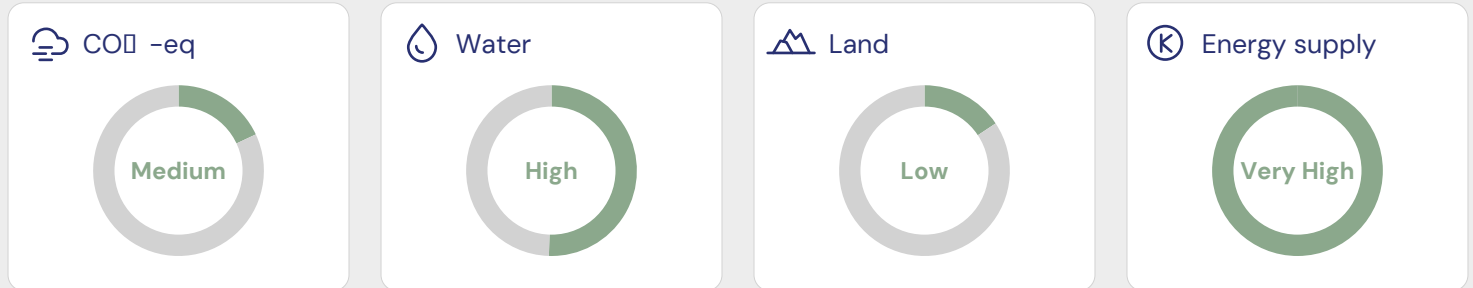 CO▯ -eq
Medium
Water
High
Land
Low
Energy supply
Very High